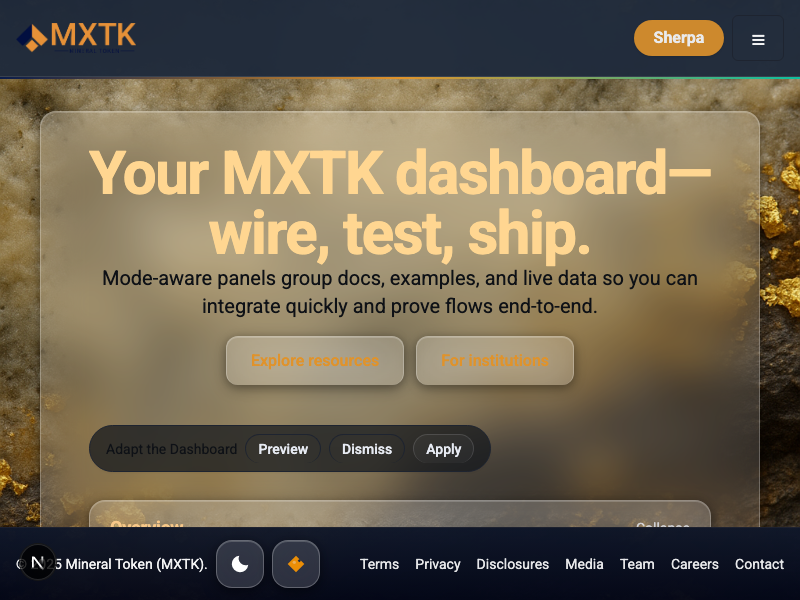 MXTK
Sherpa
Your MXTK dashboard—
wire, test, ship.
Mode-aware panels group docs, examples, and live data so you can
integrate quickly and prove flows end-to-end.
Explore resources
For institutions
Adapt the Dashboard
Preview
Dismiss
Apply
Overview
Collapse
N
5 Mineral Token (MXTK).
Terms
Privacy
Disclosures
Media
Team
Careers
Contact